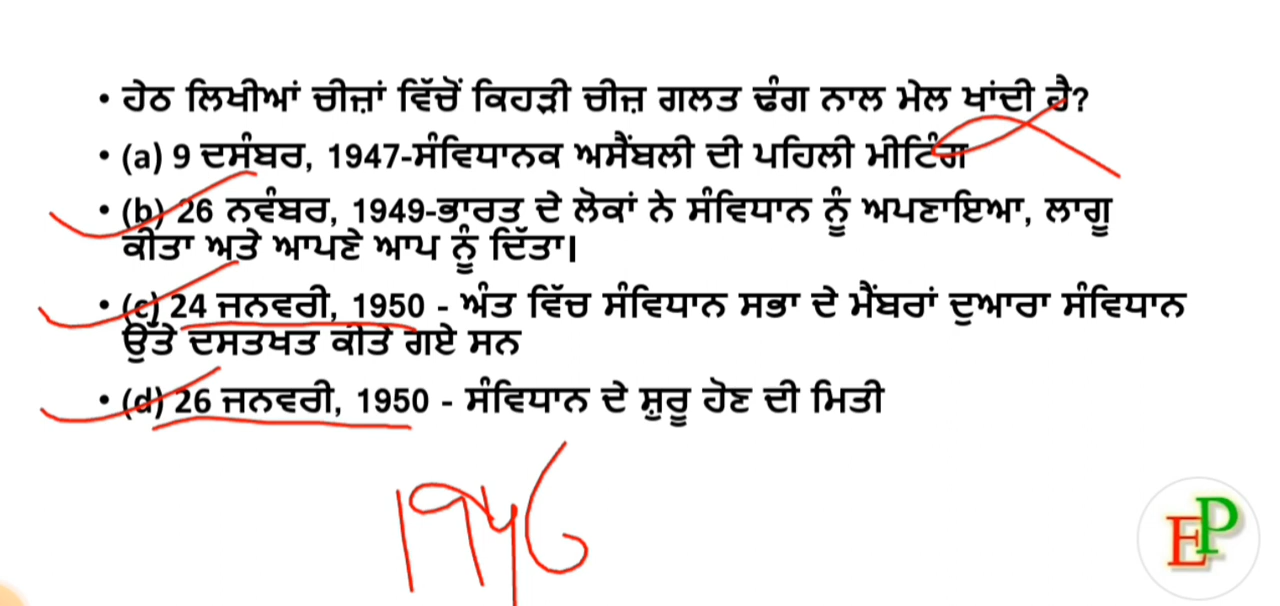 • ਹੇਠ ਲਿਖੀਆਂ ਚੀਜ਼ਾਂ ਵਿੱਚੋਂ ਕਿਹੜੀ ਚੀਜ਼ ਗਲਤ ਢੰਗ ਨਾਲ ਮੇਲ ਖਾਂਦੀ ਹੈ?
• (a) 9 ਦਸੰਬਰ, 1947-ਸੰਵਿਧਾਨਕ ਅਸੈਂਬਲੀ ਦੀ ਪਹਿਲੀ ਮੀਟਿੰਗ
• (b) 26 ਨਵੰਬਰ, 1949-ਭਾਰਤ ਦੇ ਲੋਕਾਂ ਨੇ ਸੰਵਿਧਾਨ ਨੂੰ ਅਪਣਾਇਆ, ਲਾਗੂ
ਕੀਤਾ ਅਤੇ ਆਪਣੇ ਆਪ ਨੂੰ ਦਿੱਤਾ।
• (c) 24 ਜਨਵਰੀ, 1950 - ਅੰਤ ਵਿੱਚ ਸੰਵਿਧਾਨ ਸਭਾ ਦੇ ਮੈਂਬਰਾਂ ਦੁਆਰਾ ਸੰਵਿਧਾਨ
ਉੱਤੇ ਦਸਤਖਤ ਕੀਤੇ ਗਏ ਸਨ
• (d) 26 ਜਨਵਰੀ, 1950 - ਸੰਵਿਧਾਨ ਦੇ ਸ਼ੁਰੂ ਹੋਣ ਦੀ ਮਿਤੀ
1946
EP